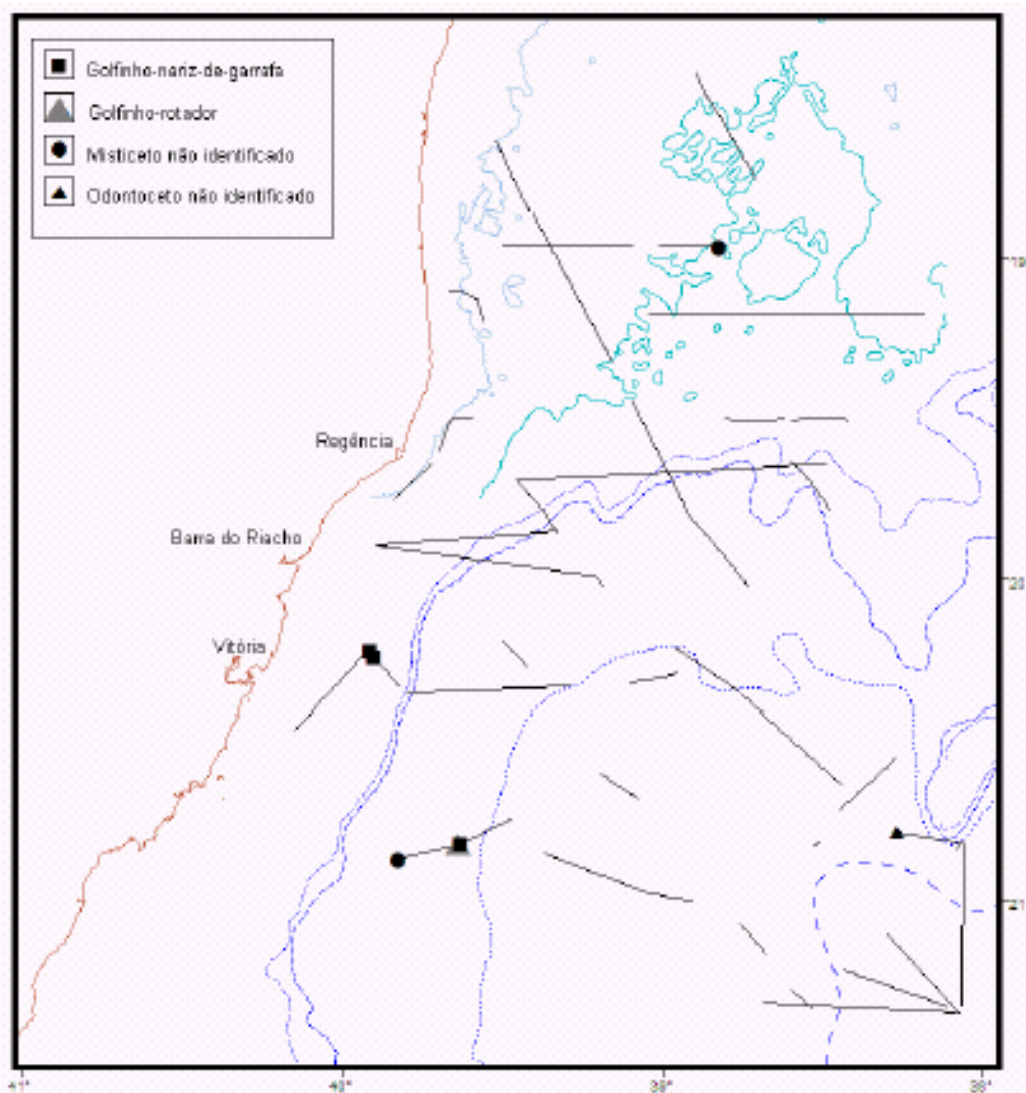 Golfinho-nariz-de-garrafa
Golfinho-rotador
Misticeto não identificado
Odontoceto não identificado
19
Regência
Barra do Riacho
20
Vitória
21
41°
40°
39°
38°